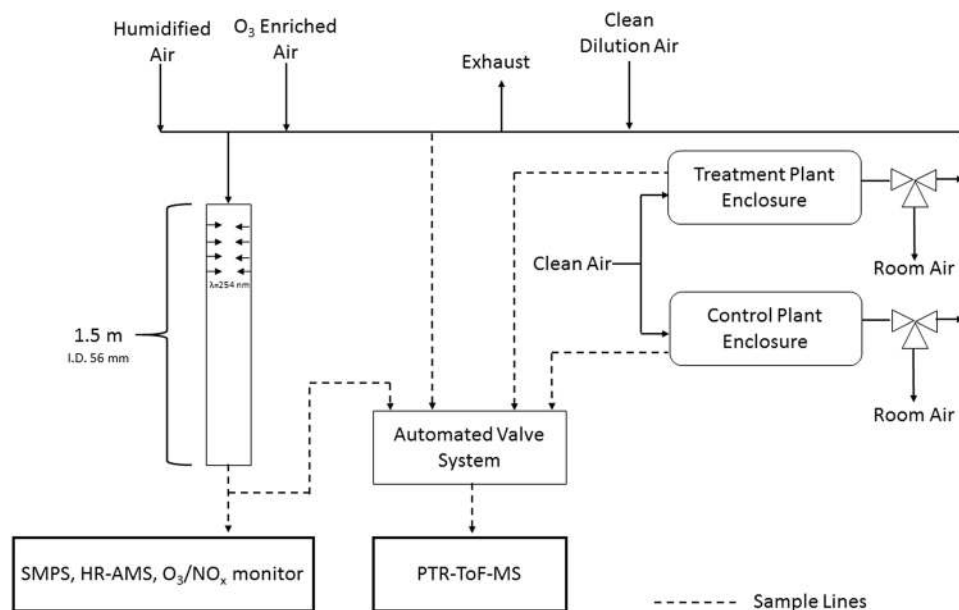 Humidified
Air
O₃ Enriched
Air
Exhaust
Clean
Dilution Air
Treatment Plant
Enclosure
Room Air
Clean Air
Control Plant
Enclosure
Room Air
λ=254 nm
1.5 m
I.D. 56 mm
Automated Valve
System
SMPS, HR-AMS, O₃/NOₓ monitor
PTR-ToF-MS
Sample Lines